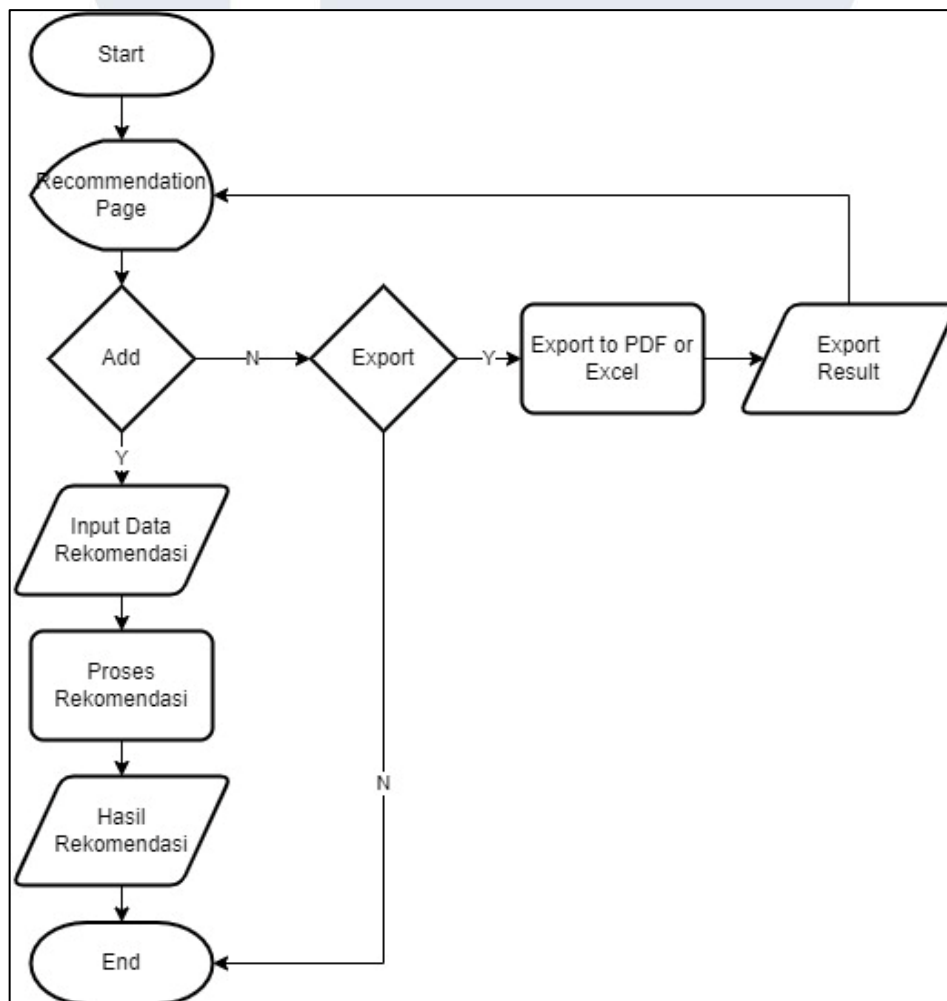 Start
Recommendation
Page
Add
N
Export
Y
Export to PDF or
Excel
Export
Result
Y
Input Data
Rekomendasi
Proses
Rekomendasi
N
Hasil
Rekomendasi
End